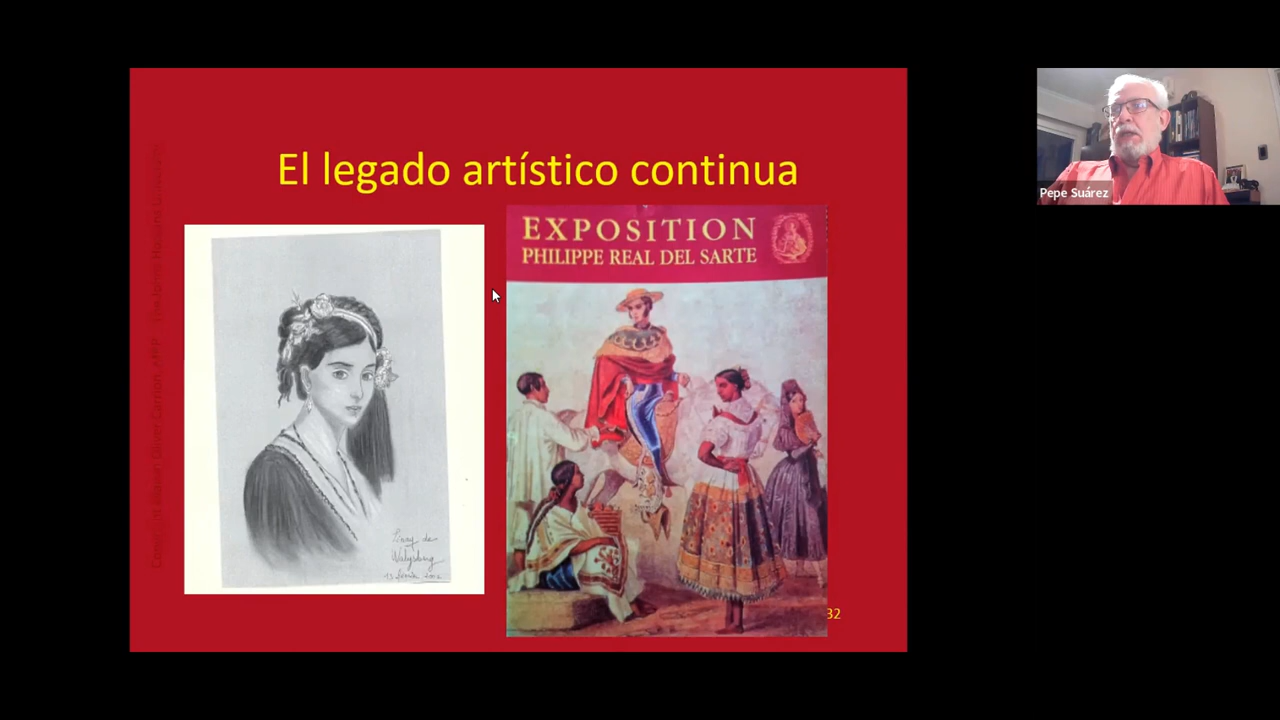 El legado artístico continua
EXPOSITION
PHILIPPE REAL DEL SARTE
32
Pepe Suárez